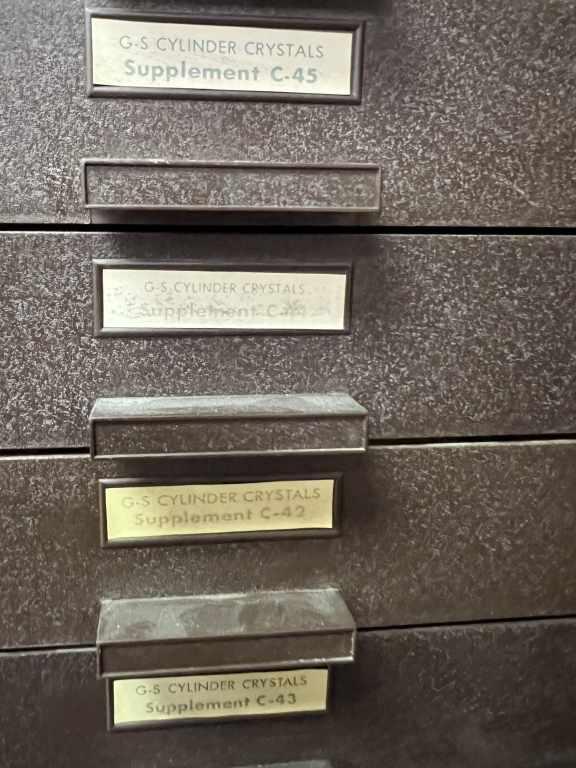 G-S CYLINDER CRYSTALS
Supplement C-45
G-S CYLINDER CRYSTALS
Supplement
G-S CYLINDER CRYSTALS
Supplement C-42
G-S CYLINDER CRYSTALS
Supplement C-43